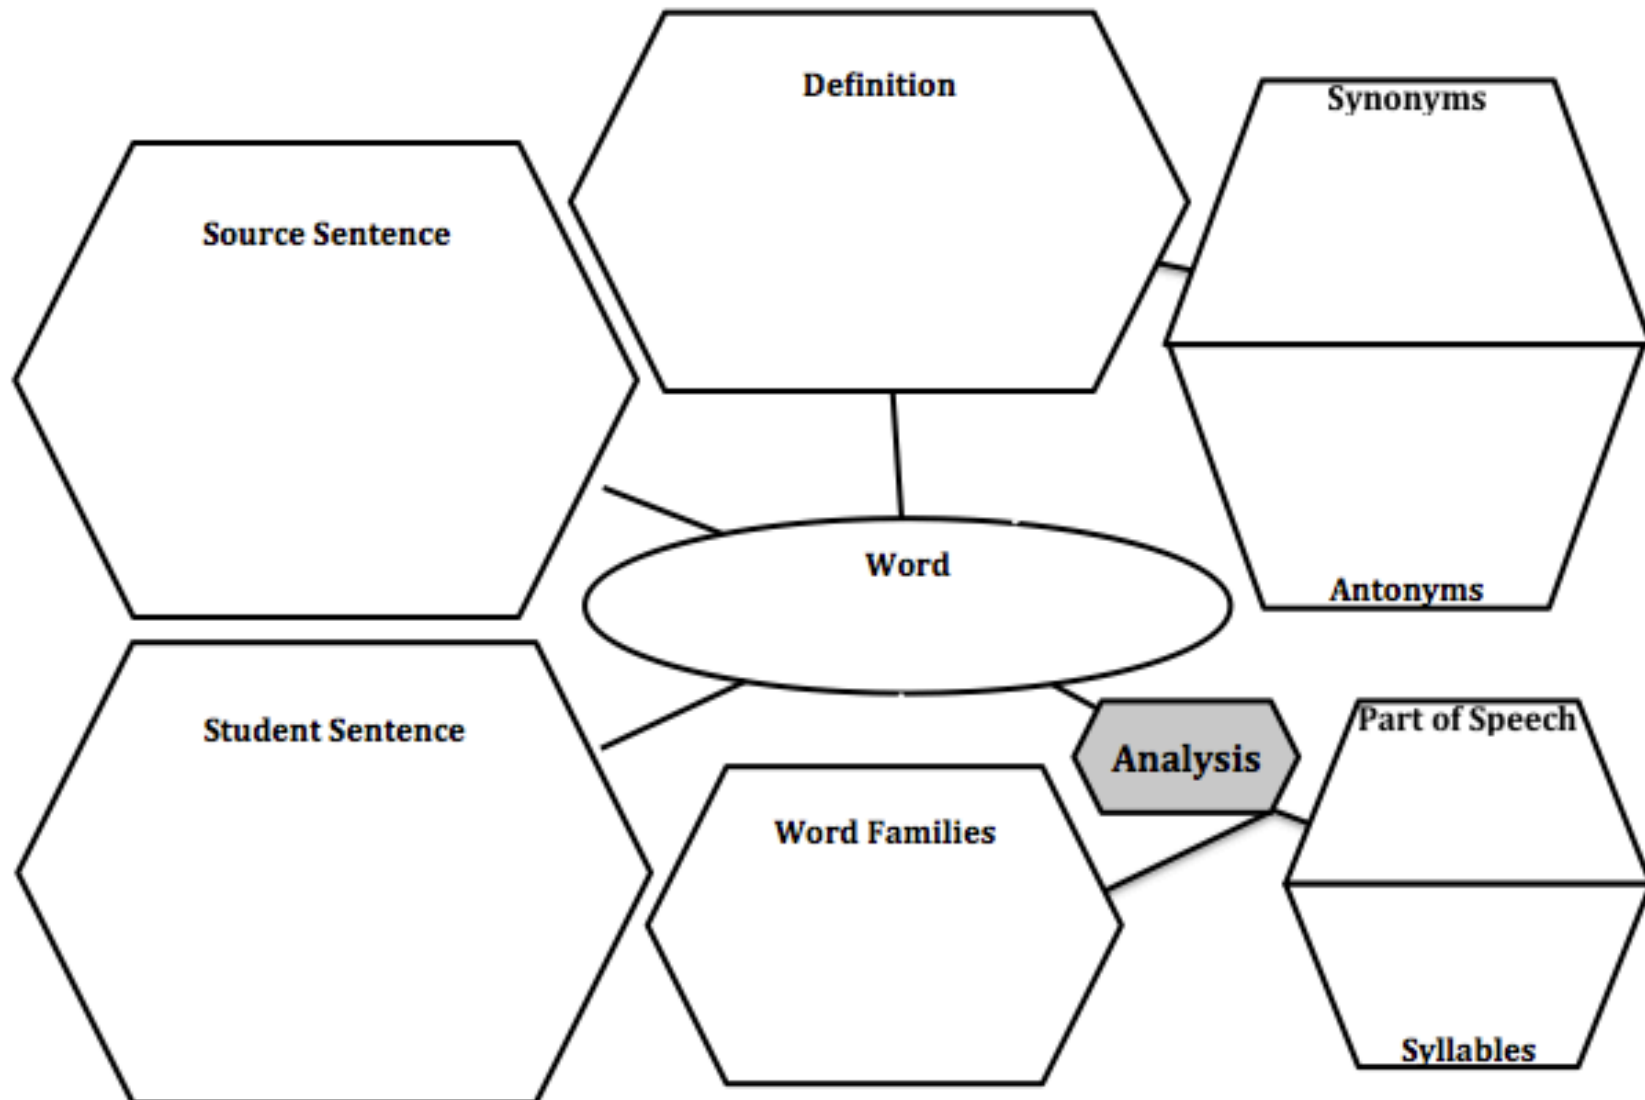 Definition
Synonyms
Source Sentence
Word
Antonyms
Student Sentence
Analysis
Part of Speech
Word Families
Syllables